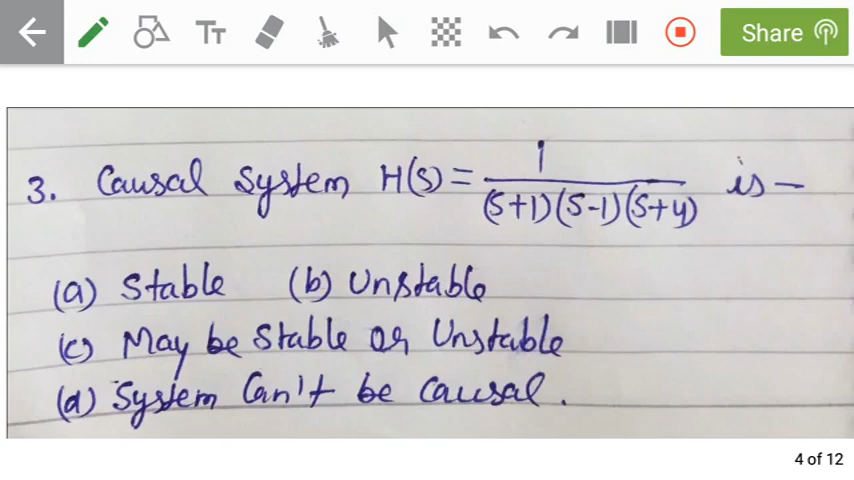 Share
3. Causal System H(s) = 1 / (s+1)(s-1)(s+4) is —
(a) Stable (b) Unstable
(c) May be Stable or Unstable
(d) System Can't be Causal.
4 of 12